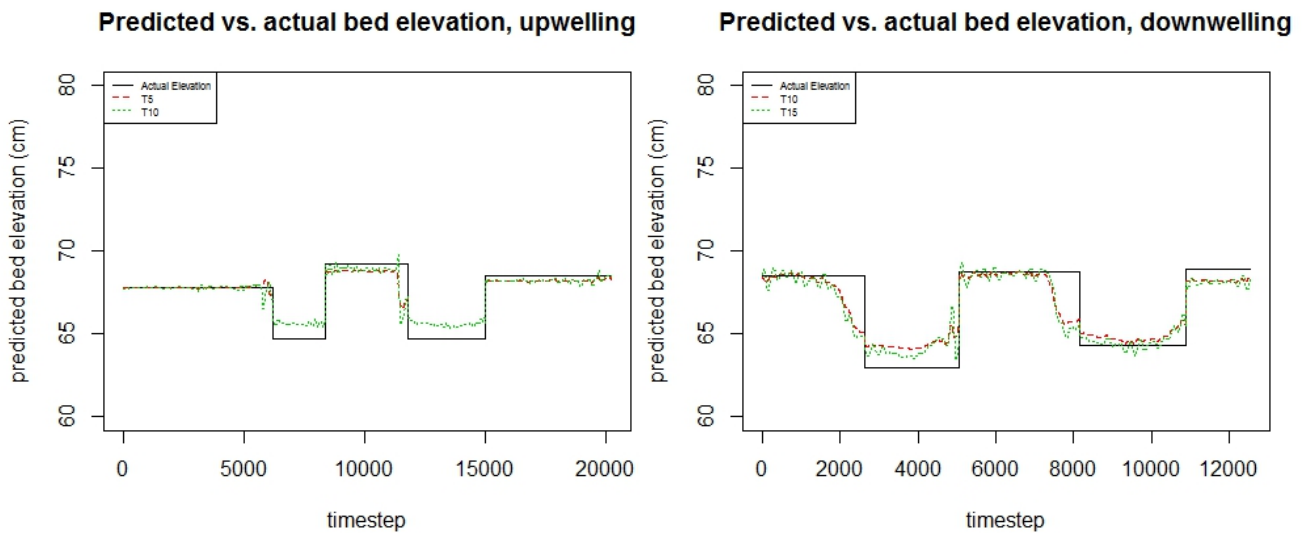 Predicted vs. actual bed elevation, upwelling
80
75
70
65
60
predicted bed elevation (cm)
Actual Elevation
T5
T10
0 5000 10000 15000 20000
timestep
Predicted vs. actual bed elevation, downwelling
80
75
70
65
60
predicted bed elevation (cm)
Actual Elevation
T10
T15
0 2000 4000 6000 8000 10000 12000
timestep